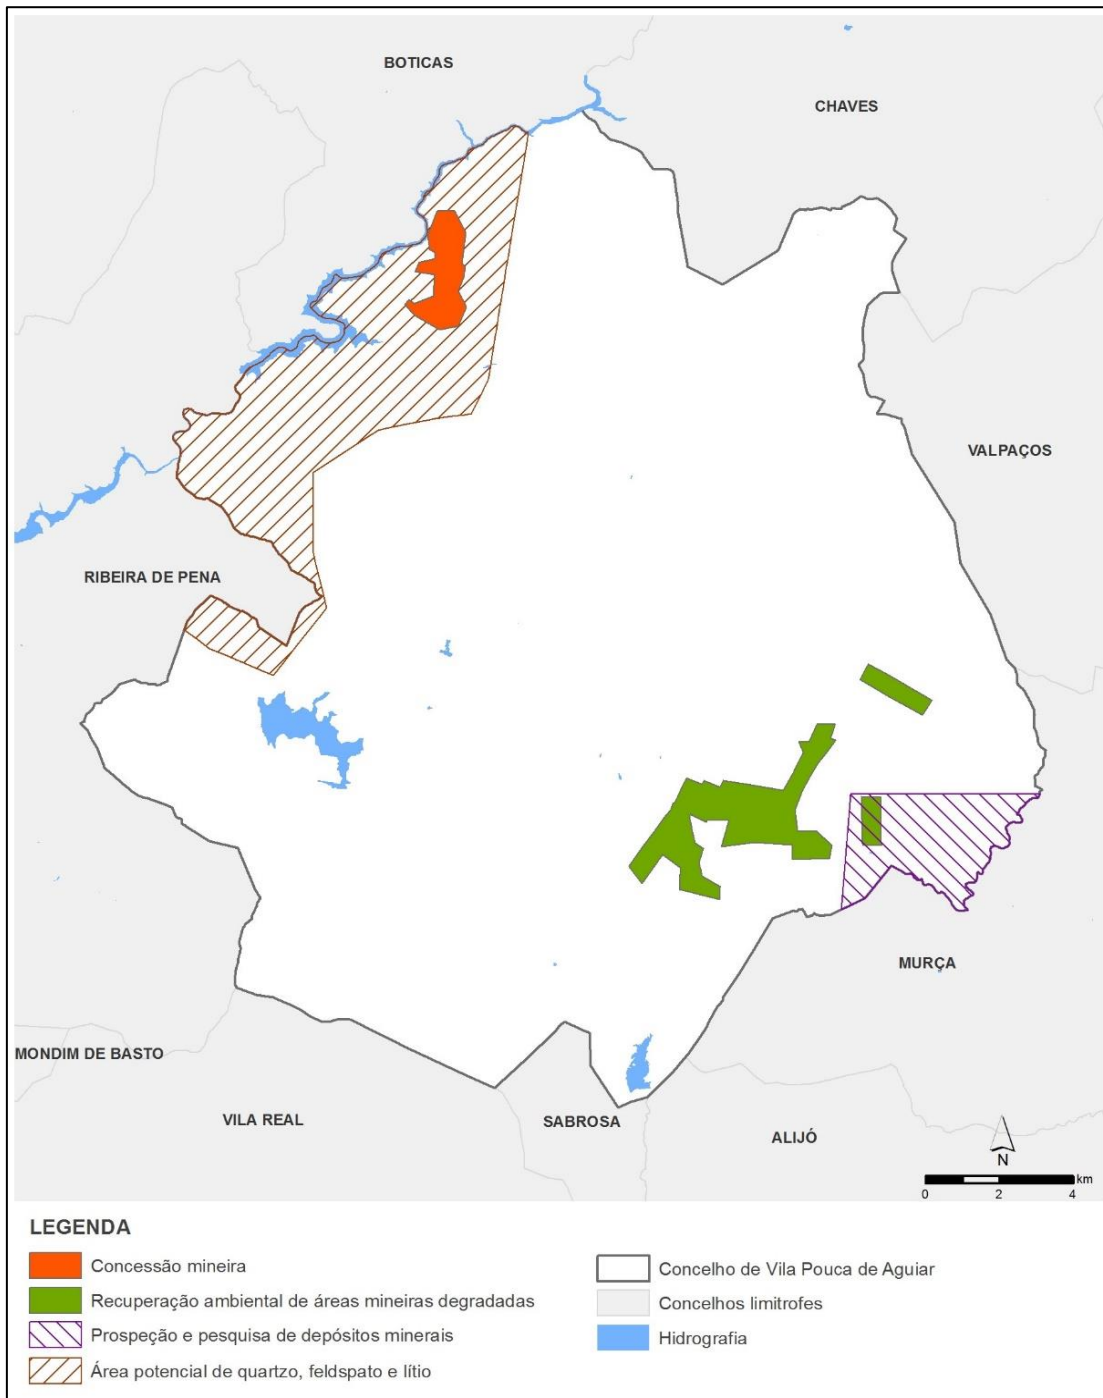 BOTICAS
CHAVES
VALPAÇOS
RIBEIRA DE PENA
MURÇA
MONDIM DE BASTO
VILA REAL
SABROSA
ALIJÓ
N
km
0 2 4
LEGENDA
Concessão mineira
Recuperação ambiental de áreas mineiras degradadas
Prospeção e pesquisa de depósitos minerais
Área potencial de quartzo, feldspato e lítio
Concelho de Vila Pouca de Aguiar
Concelhos limitrofes
Hidrografia